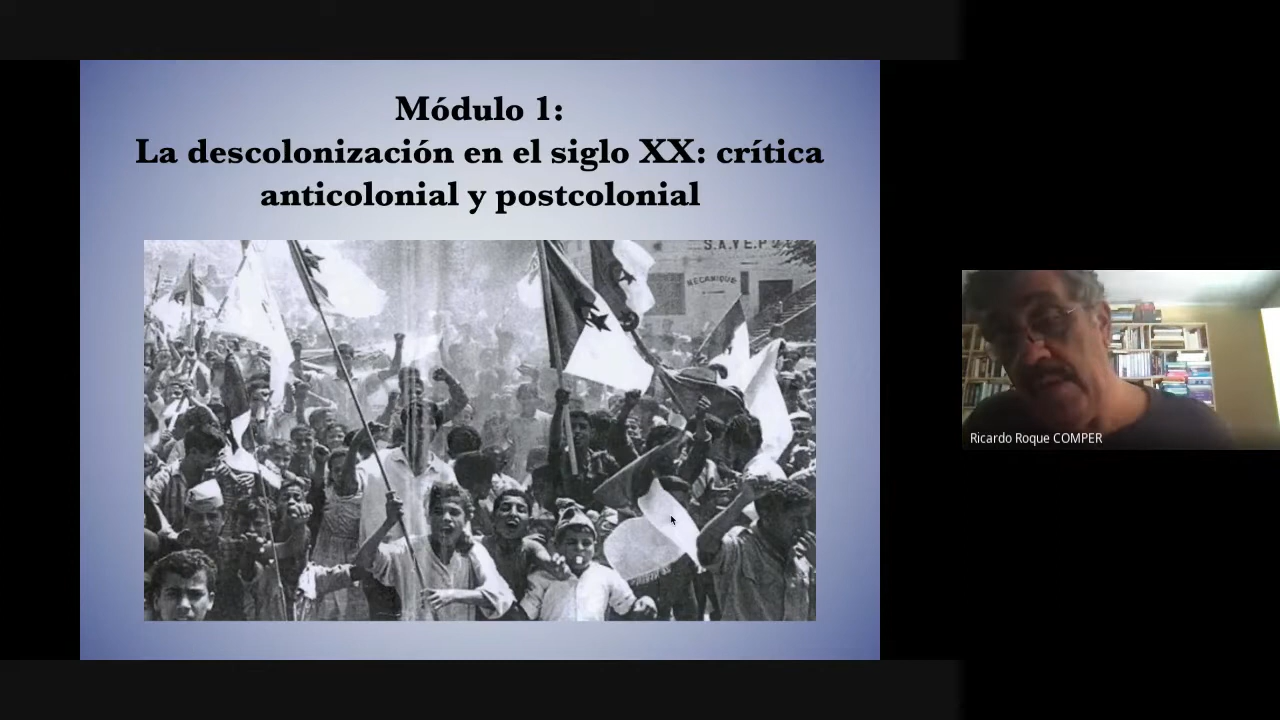 Módulo 1:
La descolonización en el siglo XX: crítica
anticolonial y postcolonial
MECANIQUE
Ricardo Roque COMPER